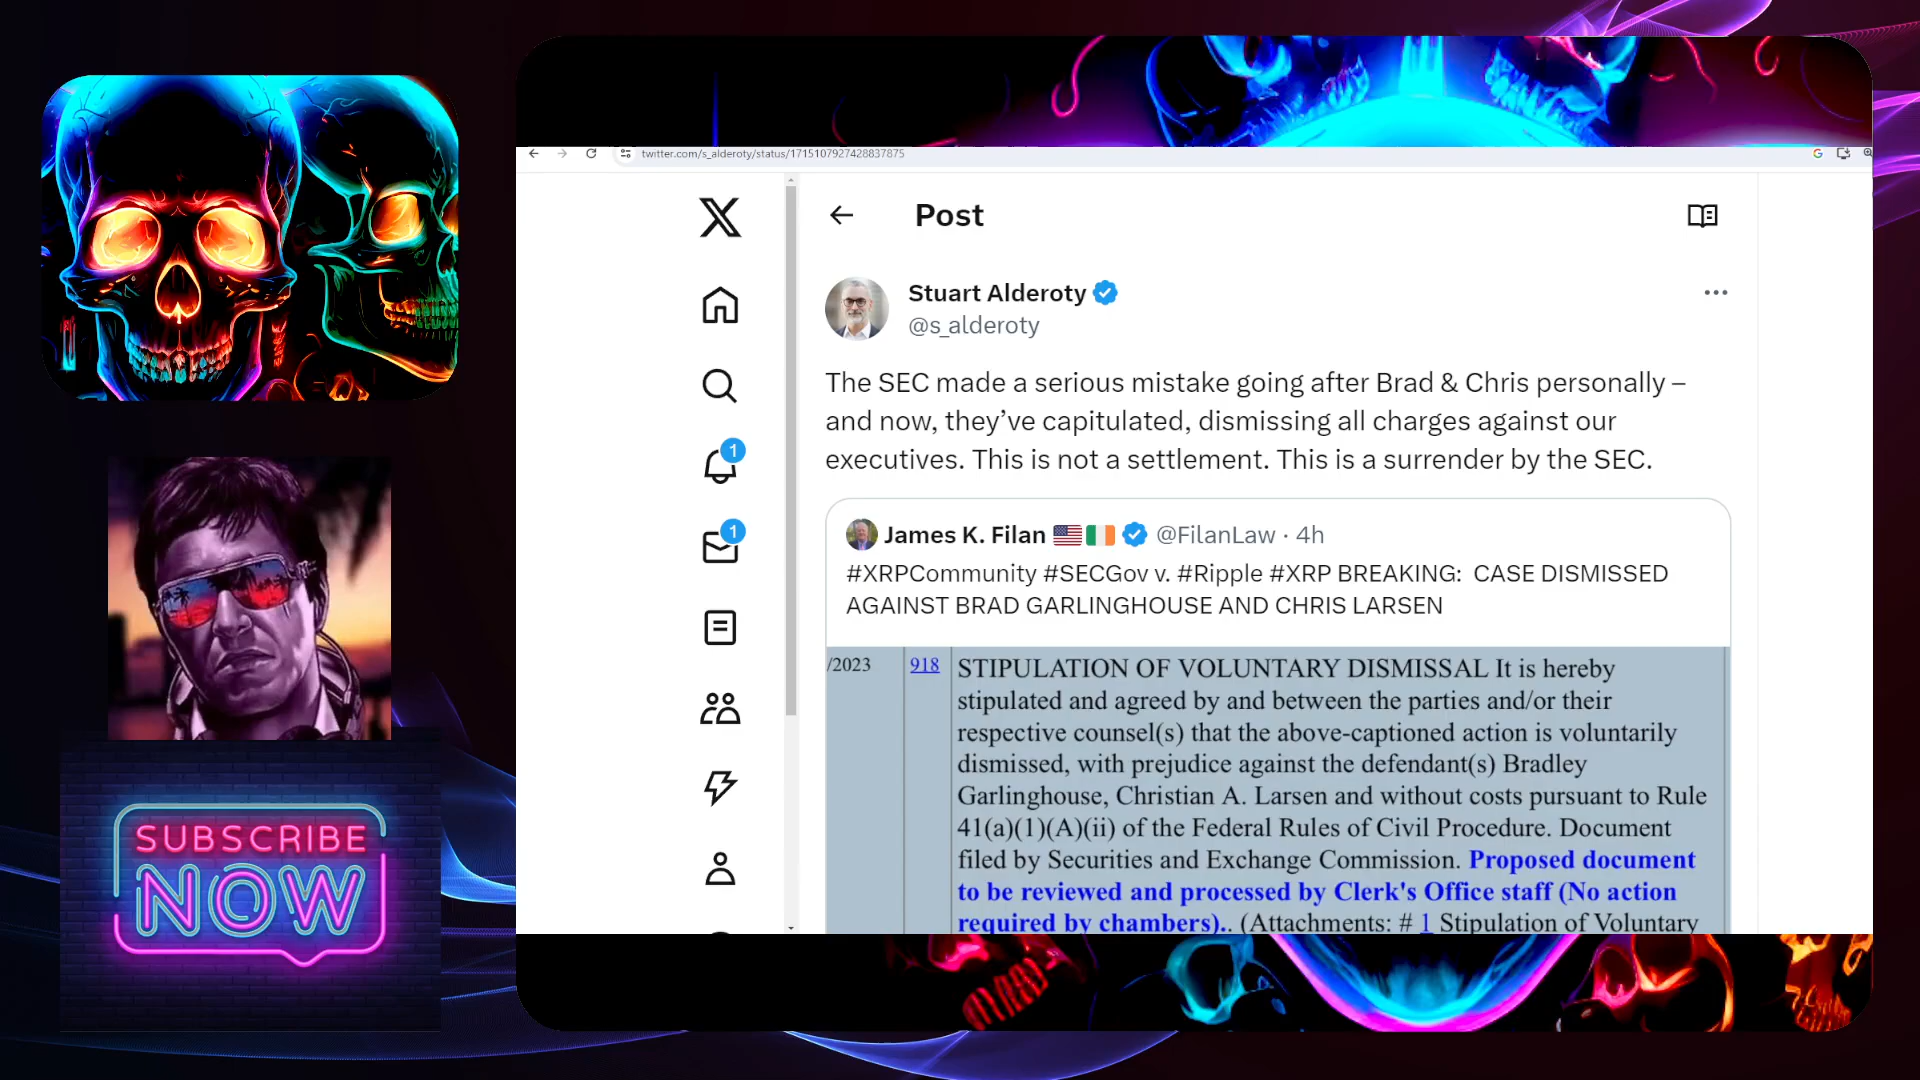 SUBSCRIBE
NOW
twitter.com/s_alderoty/status/1715107927428837875
Post
Stuart Alderoty
@s_alderoty
The SEC made a serious mistake going after Brad & Chris personally –
and now, they’ve capitulated, dismissing all charges against our
executives. This is not a settlement. This is a surrender by the SEC.
1
1
James K. Filan 🇺🇸🇮🇪 @FilanLaw · 4h
#XRPCommunity #SECGov v. #Ripple #XRP BREAKING: CASE DISMISSED
AGAINST BRAD GARLINGHOUSE AND CHRIS LARSEN
/2023 918 STIPULATION OF VOLUNTARY DISMISSAL It is hereby
stipulated and agreed by and between the parties and/or their
respective counsel(s) that the above-captioned action is voluntarily
dismissed, with prejudice against the defendant(s) Bradley
Garlinghouse, Christian A. Larsen and without costs pursuant to Rule
41(a)(1)(A)(ii) of the Federal Rules of Civil Procedure. Document
filed by Securities and Exchange Commission. Proposed document
to be reviewed and processed by Clerk's Office staff (No action
required by chambers).. (Attachments: # 1 Stipulation of Voluntary